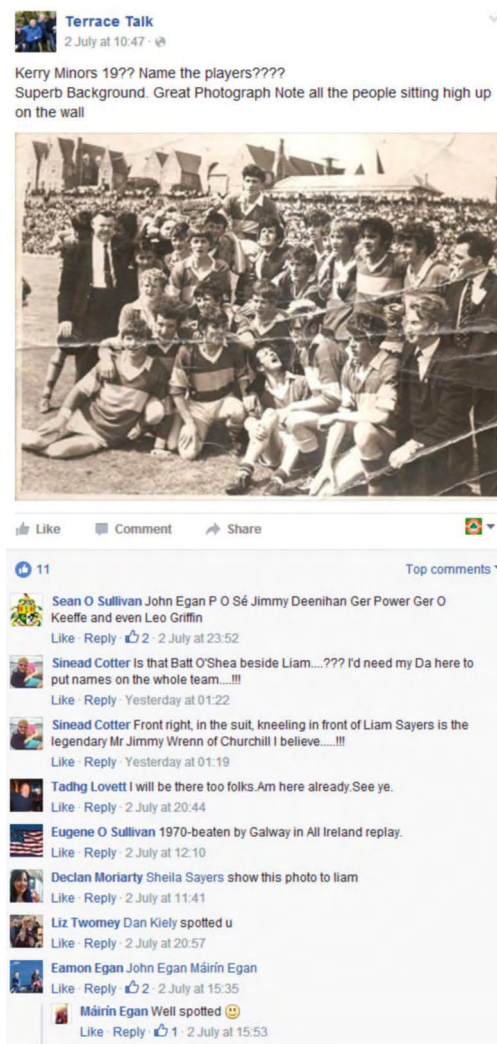 Terrace Talk
2 July at 10:47 ·
Kerry Minors 19?? Name the players????
Superb Background. Great Photograph Note all the people sitting high up
on the wall
Like Comment Share
11 Top comments
Sean O Sullivan John Egan P O Sé Jimmy Deenihan Ger Power Ger O
Keeffe and even Leo Griffin
Like · Reply · 2 · 2 July at 23:52
Sinead Cotter Is that Batt O'Shea beside Liam....??? I'd need my Da here to
put names on the whole team....!!!
Like · Reply · Yesterday at 01:22
Sinead Cotter Front right, in the suit, kneeling in front of Liam Sayers is the
legendary Mr Jimmy Wrenn of Churchill I believe.....!!!
Like · Reply · Yesterday at 01:19
Tadhg Lovett I will be there too folks.Am here already.See ye.
Like · Reply · 2 July at 20:44
Eugene O Sullivan 1970-beaten by Galway in All Ireland replay.
Like · Reply · 2 July at 12:10
Declan Moriarty Sheila Sayers show this photo to liam
Like · Reply · 2 July at 11:41
Liz Twomey Dan Kiely spotted u
Like · Reply · 2 July at 20:57
Eamon Egan John Egan Máirín Egan
Like · Reply · 2 · 2 July at 15:35
Máirín Egan Well spotted 🙂
Like · Reply · 1 · 2 July at 15:53